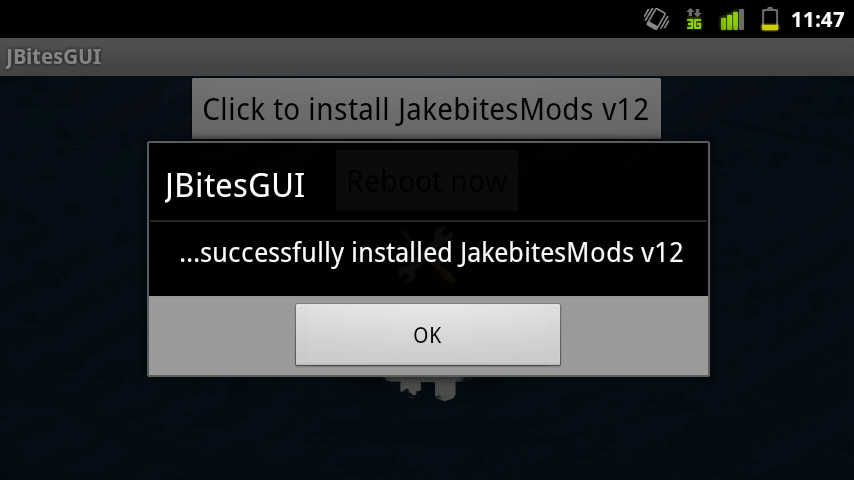 3G
11:47
JBitesGUI
Click to install JakebitesMods v12
Reboot now
JBitesGUI
...successfully installed JakebitesMods v12
OK